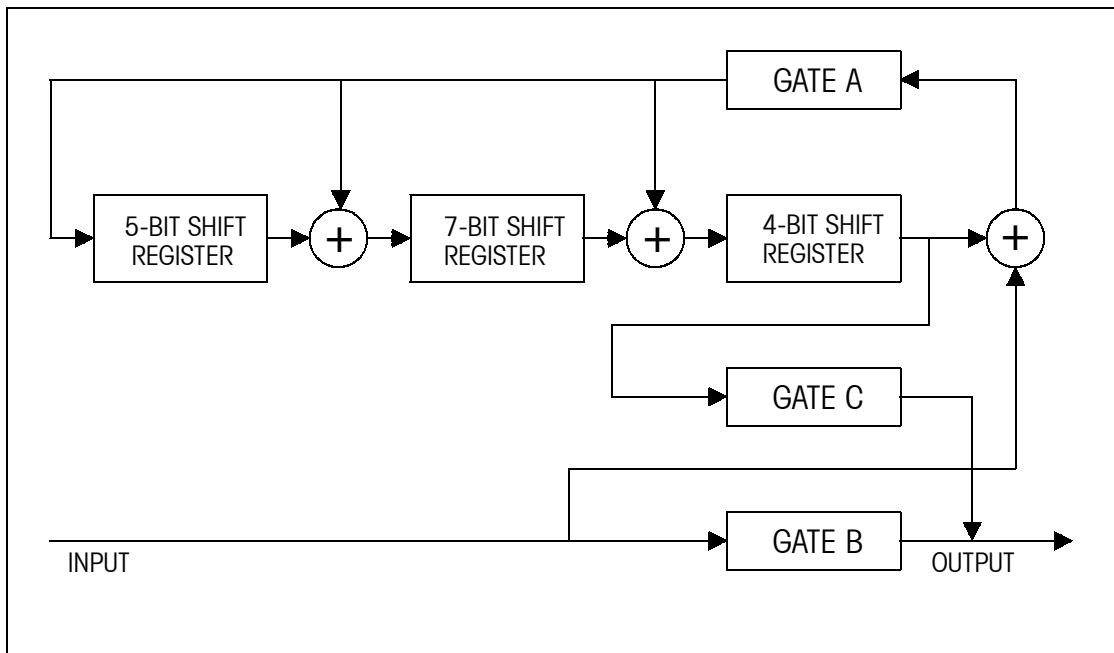 GATE A
5-BIT SHIFT
REGISTER
+
7-BIT SHIFT
REGISTER
+
4-BIT SHIFT
REGISTER
+
GATE C
GATE B
INPUT
OUTPUT